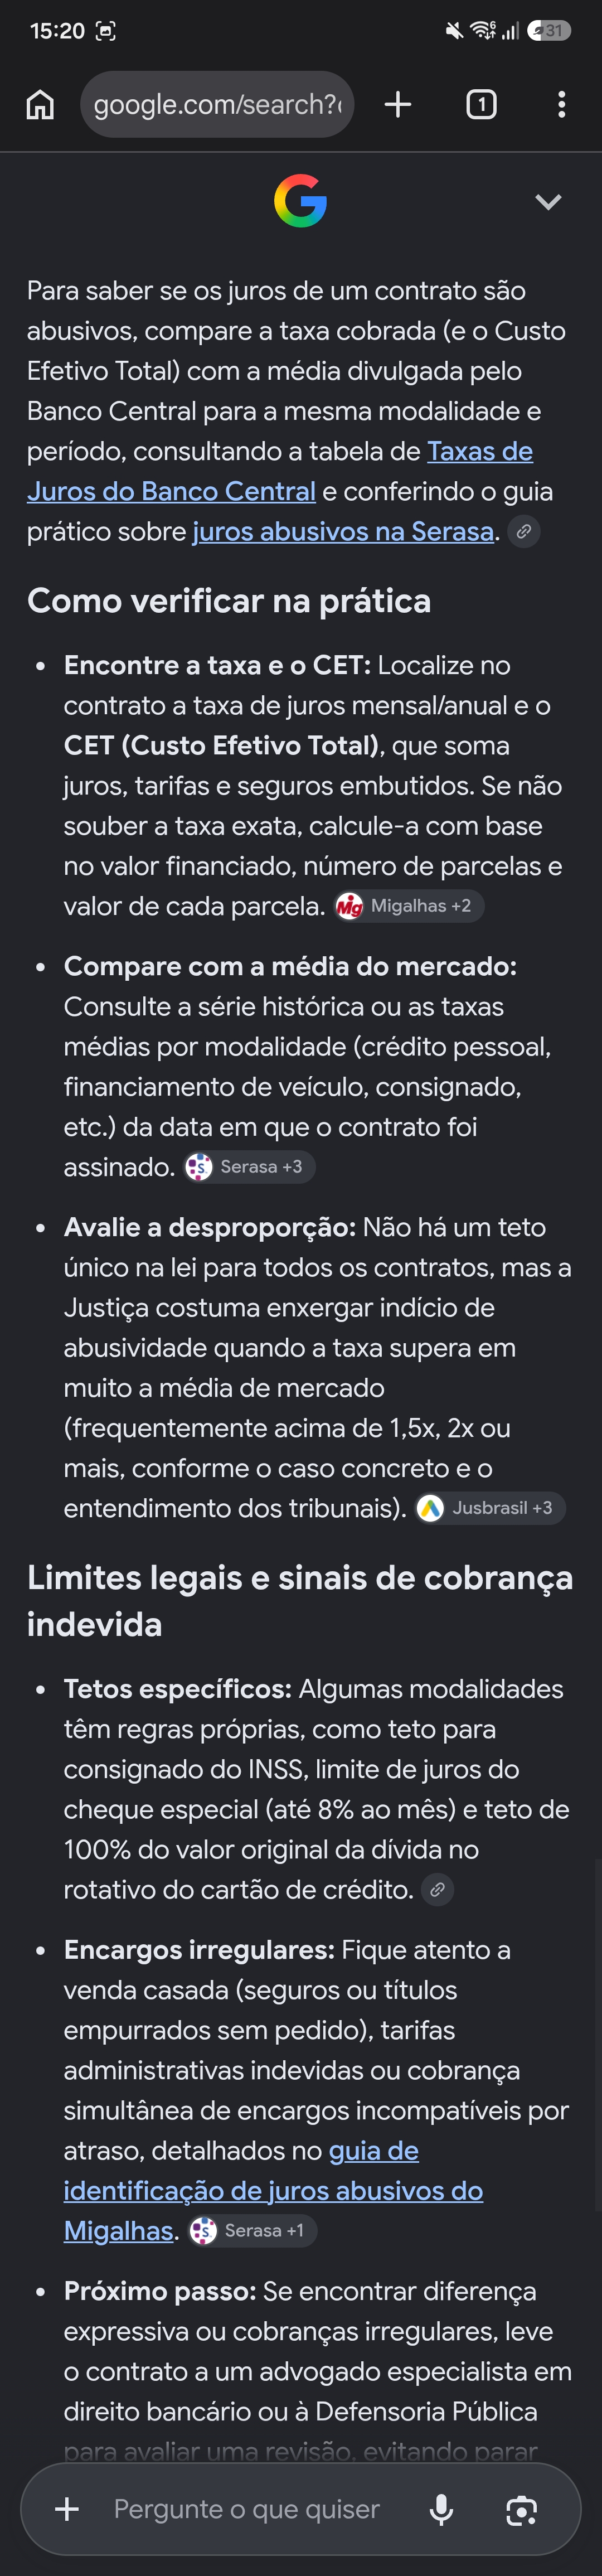 15:20
6
31
google.com/search?
1
Para saber se os juros de um contrato são
abusivos, compare a taxa cobrada (e o Custo
Efetivo Total) com a média divulgada pelo
Banco Central para a mesma modalidade e
período, consultando a tabela de Taxas de
Juros do Banco Central e conferindo o guia
prático sobre juros abusivos na Serasa.
Como verificar na prática
• Encontre a taxa e o CET: Localize no
contrato a taxa de juros mensal/anual e o
CET (Custo Efetivo Total), que soma
juros, tarifas e seguros embutidos. Se não
souber a taxa exata, calcule-a com base
no valor financiado, número de parcelas e
valor de cada parcela. Mig Migalhas +2
• Compare com a média do mercado:
Consulte a série histórica ou as taxas
médias por modalidade (crédito pessoal,
financiamento de veículo, consignado,
etc.) da data em que o contrato foi
assinado. S. Serasa +3
• Avalie a desproporção: Não há um teto
único na lei para todos os contratos, mas a
Justiça costuma enxergar indício de
abusividade quando a taxa supera em
muito a média de mercado
(frequentemente acima de 1,5x, 2x ou
mais, conforme o caso concreto e o
entendimento dos tribunais). Jusbrasil +3
Limites legais e sinais de cobrança
indevida
• Tetos específicos: Algumas modalidades
têm regras próprias, como teto para
consignado do INSS, limite de juros do
cheque especial (até 8% ao mês) e teto de
100% do valor original da dívida no
rotativo do cartão de crédito.
• Encargos irregulares: Fique atento a
venda casada (seguros ou títulos
empurrados sem pedido), tarifas
administrativas indevidas ou cobrança
simultânea de encargos incompatíveis por
atraso, detalhados no guia de
identificação de juros abusivos do
Migalhas. S. Serasa +1
• Próximo passo: Se encontrar diferença
expressiva ou cobranças irregulares, leve
o contrato a um advogado especialista em
direito bancário ou à Defensoria Pública
para avaliar uma revisão, evitando parar
Pergunte o que quiser